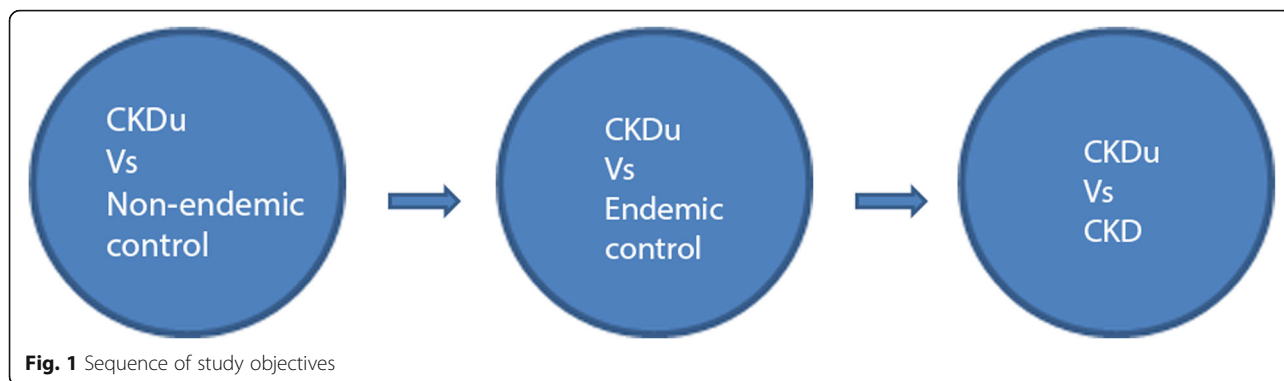 CKDu
Vs
Non-endemic
control
CKDu
Vs
Endemic
control
CKDu
Vs
CKD
Fig. 1 Sequence of study objectives